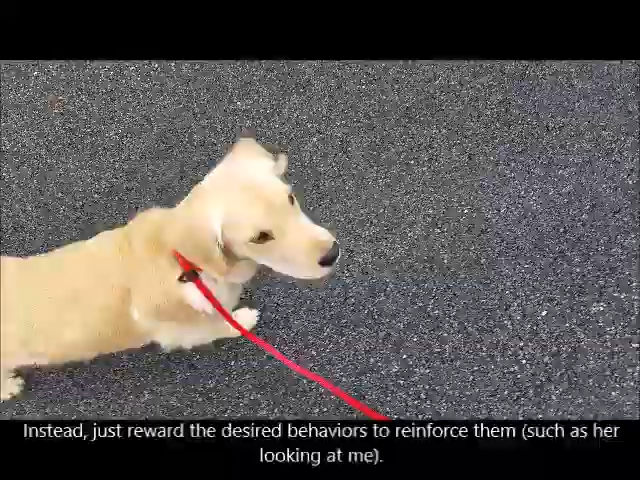 Instead, just reward the desired behaviors to reinforce them (such as her
looking at me).